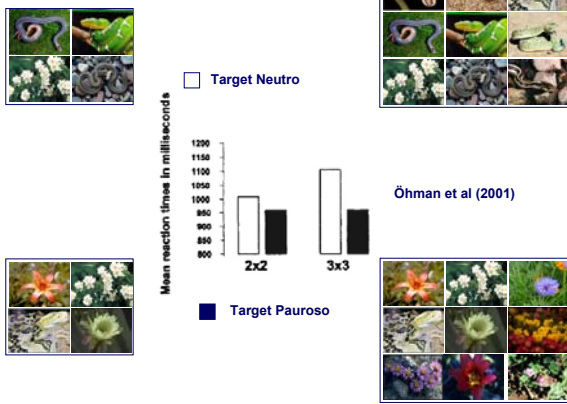 Target Neutro
Mean reaction times in milliseconds
1200
1150
1100
1050
1000
950
900
850
800
2x2
3x3
Öhman et al (2001)
Target Pauroso